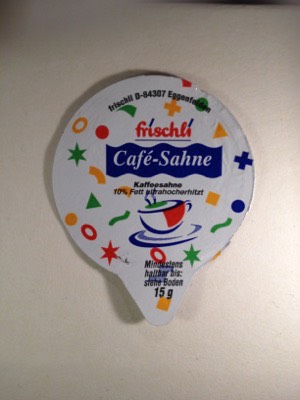 frischli D-84307 Eggenfelden
frischli
Café-Sahne
Kaffeesahne
10% Fett ultrahocherhitzt
Mindestens
haltbar bis:
siehe Boden
15 g